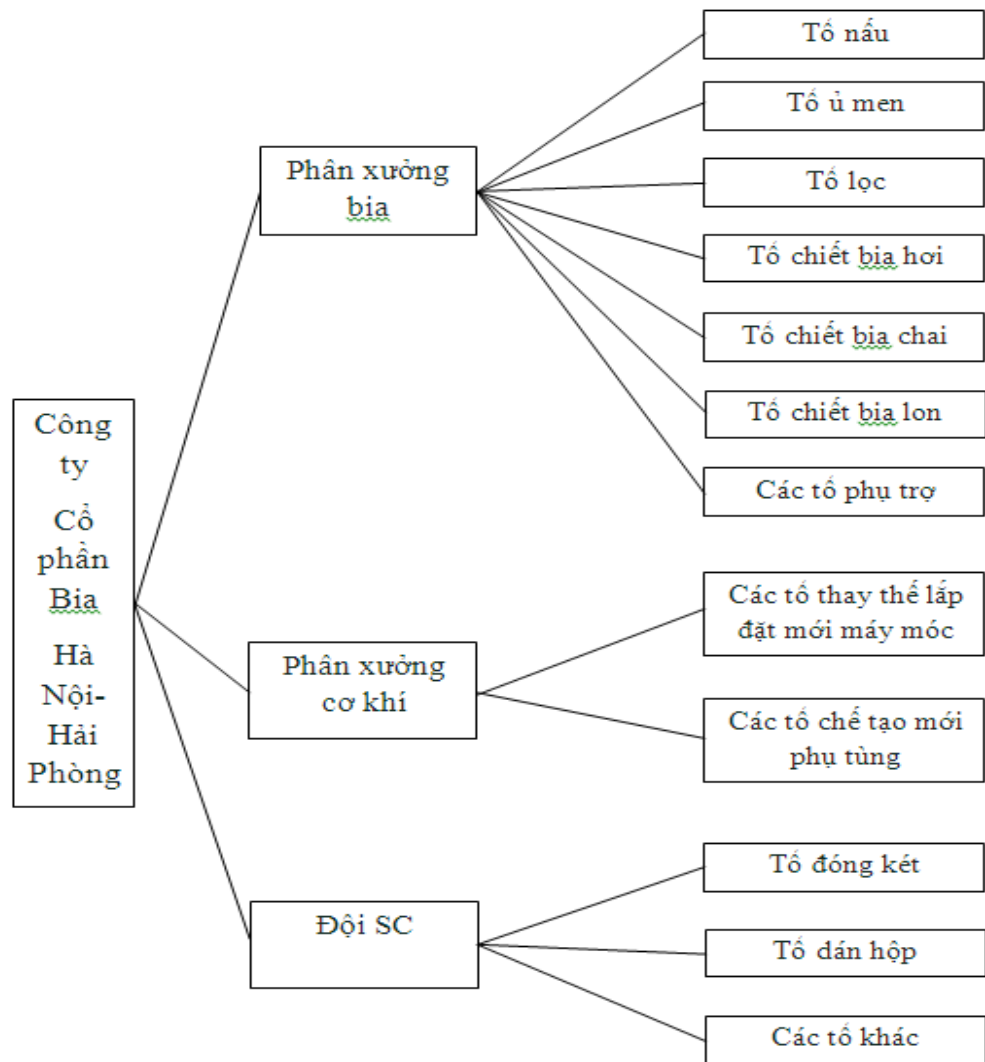 Công
ty
Cổ
phần
Bia
Hà
Nội-
Hải
Phòng
Phân xưởng
bia
Tổ nấu
Tổ ủ men
Tổ lọc
Tổ chiết bia hơi
Tổ chiết bia chai
Tổ chiết bia lon
Các tổ phụ trợ
Phân xưởng
cơ khí
Các tổ thay thế lắp
đặt mới máy móc
Các tổ chế tạo mới
phụ tùng
Đội SC
Tổ đóng két
Tổ dán hộp
Các tổ khác